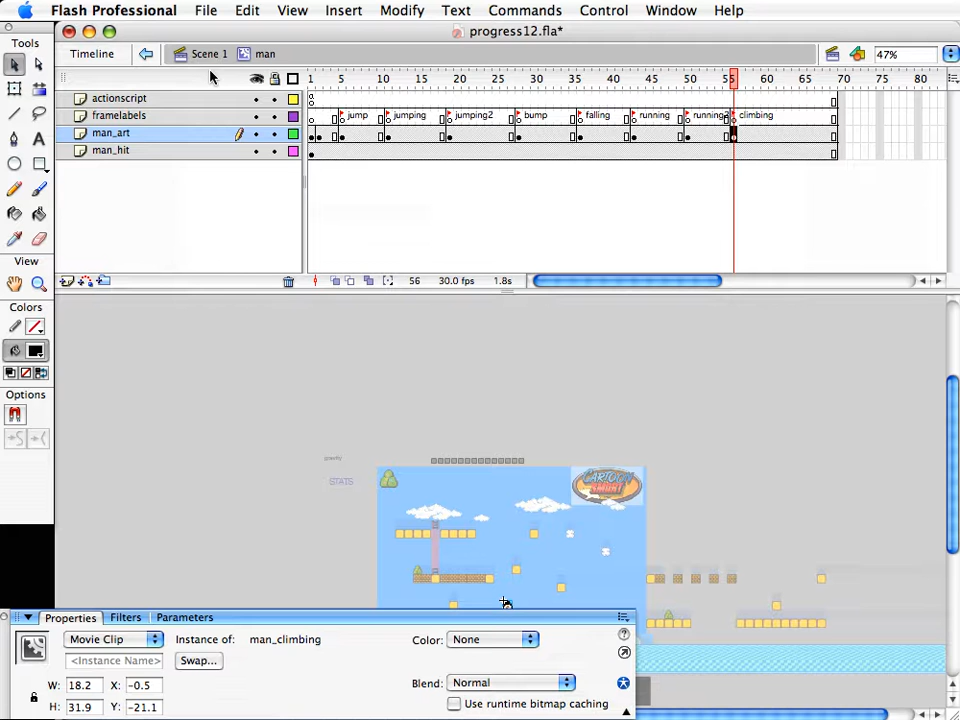 Flash Professional File Edit View Insert Modify Text Commands Control Window Help
progress12.fla*
Tools
Timeline Scene 1 man 47%
1 5 10 15 20 25 30 35 40 45 50 55 60 65 70 75 80
actionscript
framelabels jump jumping jumping2 bump falling running running climbing
man_art
man_hit
View
56 30.0 fps 1.8s
Colors
Options
gravity
STATS
CARTOON
SMART
Properties Filters Parameters
Movie Clip Instance of: man_climbing Color: None
<Instance Name> Swap...
W: 18.2 X: -0.5 Blend: Normal
H: 31.9 Y: -21.1 Use runtime bitmap caching